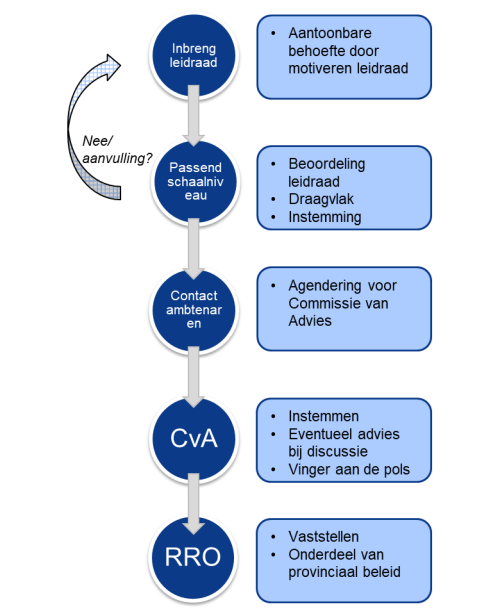 Inbreng
leidraad
• Aantoonbare
behoefte door
motiveren leidraad
Nee/
aanvulling?
Passend
schaalniv
eau
• Beoordeling
leidraad
• Draagvlak
• Instemming
Contact
ambtenar
en
• Agendering voor
Commissie van
Advies
CvA
• Instemmen
• Eventueel advies
bij discussie
• Vinger aan de pols
RRO
• Vaststellen
• Onderdeel van
provinciaal beleid